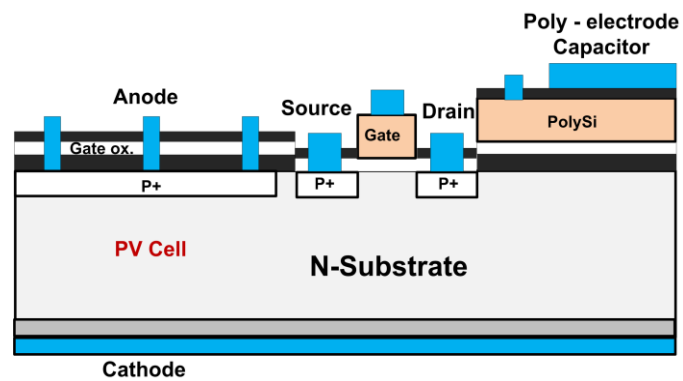 Poly - electrode
Capacitor
Anode
Source
Drain
Gate
PolySi
Gate ox.
P+
P+
P+
PV Cell
N-Substrate
Cathode